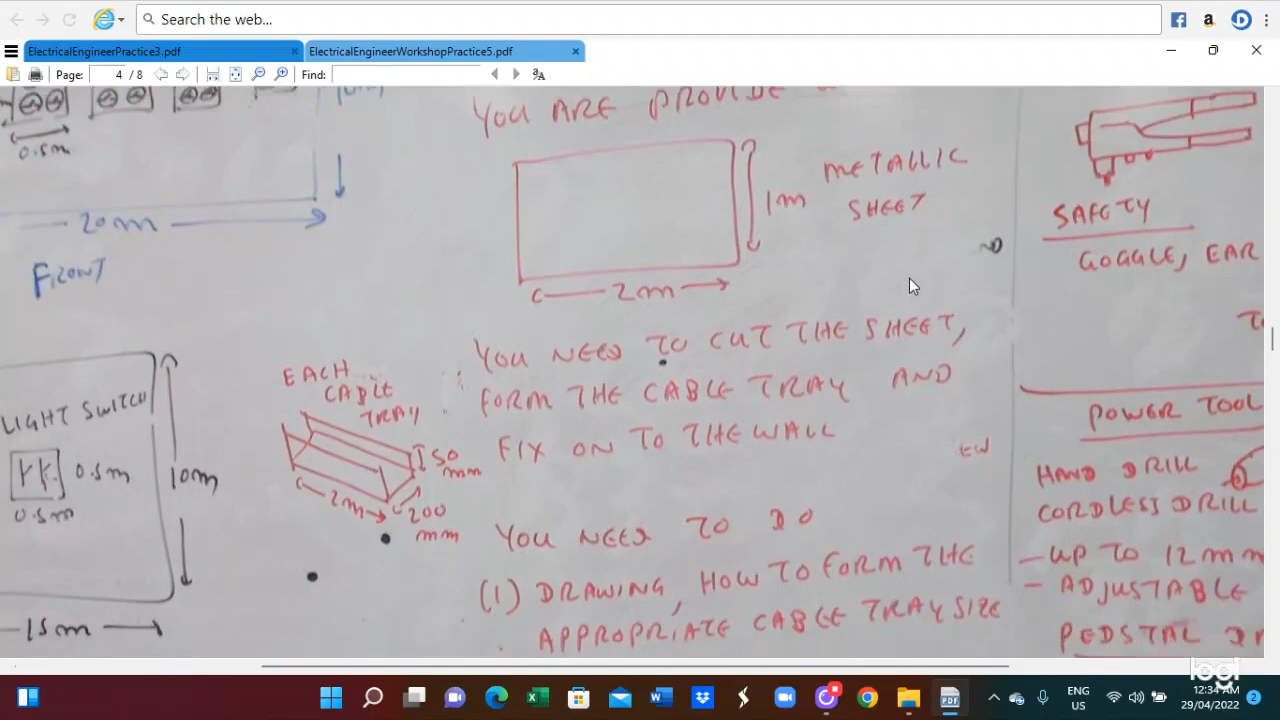 Search the web...
ElectricalEngineerPractice3.pdf
ElectricalEngineerWorkshopPractice5.pdf
Page:
4 / 8
Find:
0.5m
20m
FRONT
LIGHT SWITCH
0.5m
0.5m
10m
15m
EACH
CABLE
TRAY
50
mm
2m
200
mm
YOU ARE PROVIDE
METALLIC
SHEET
1m
2m
YOU NEED TO CUT THE SHEET,
FORM THE CABLE TRAY AND
FIX ON TO THE WALL
YOU NEED TO DO
(1) DRAWING, HOW TO FORM THE
APPROPRIATE CABLE TRAY SIZE
SAFETY
GOGGLE, EAR
POWER TOOL
HAND DRILL
CORDLESS DRILL
- UP TO 12mm
- ADJUSTABLE
PEDSTAL
logi
ENG
US
12:34 AM
29/04/2022
2